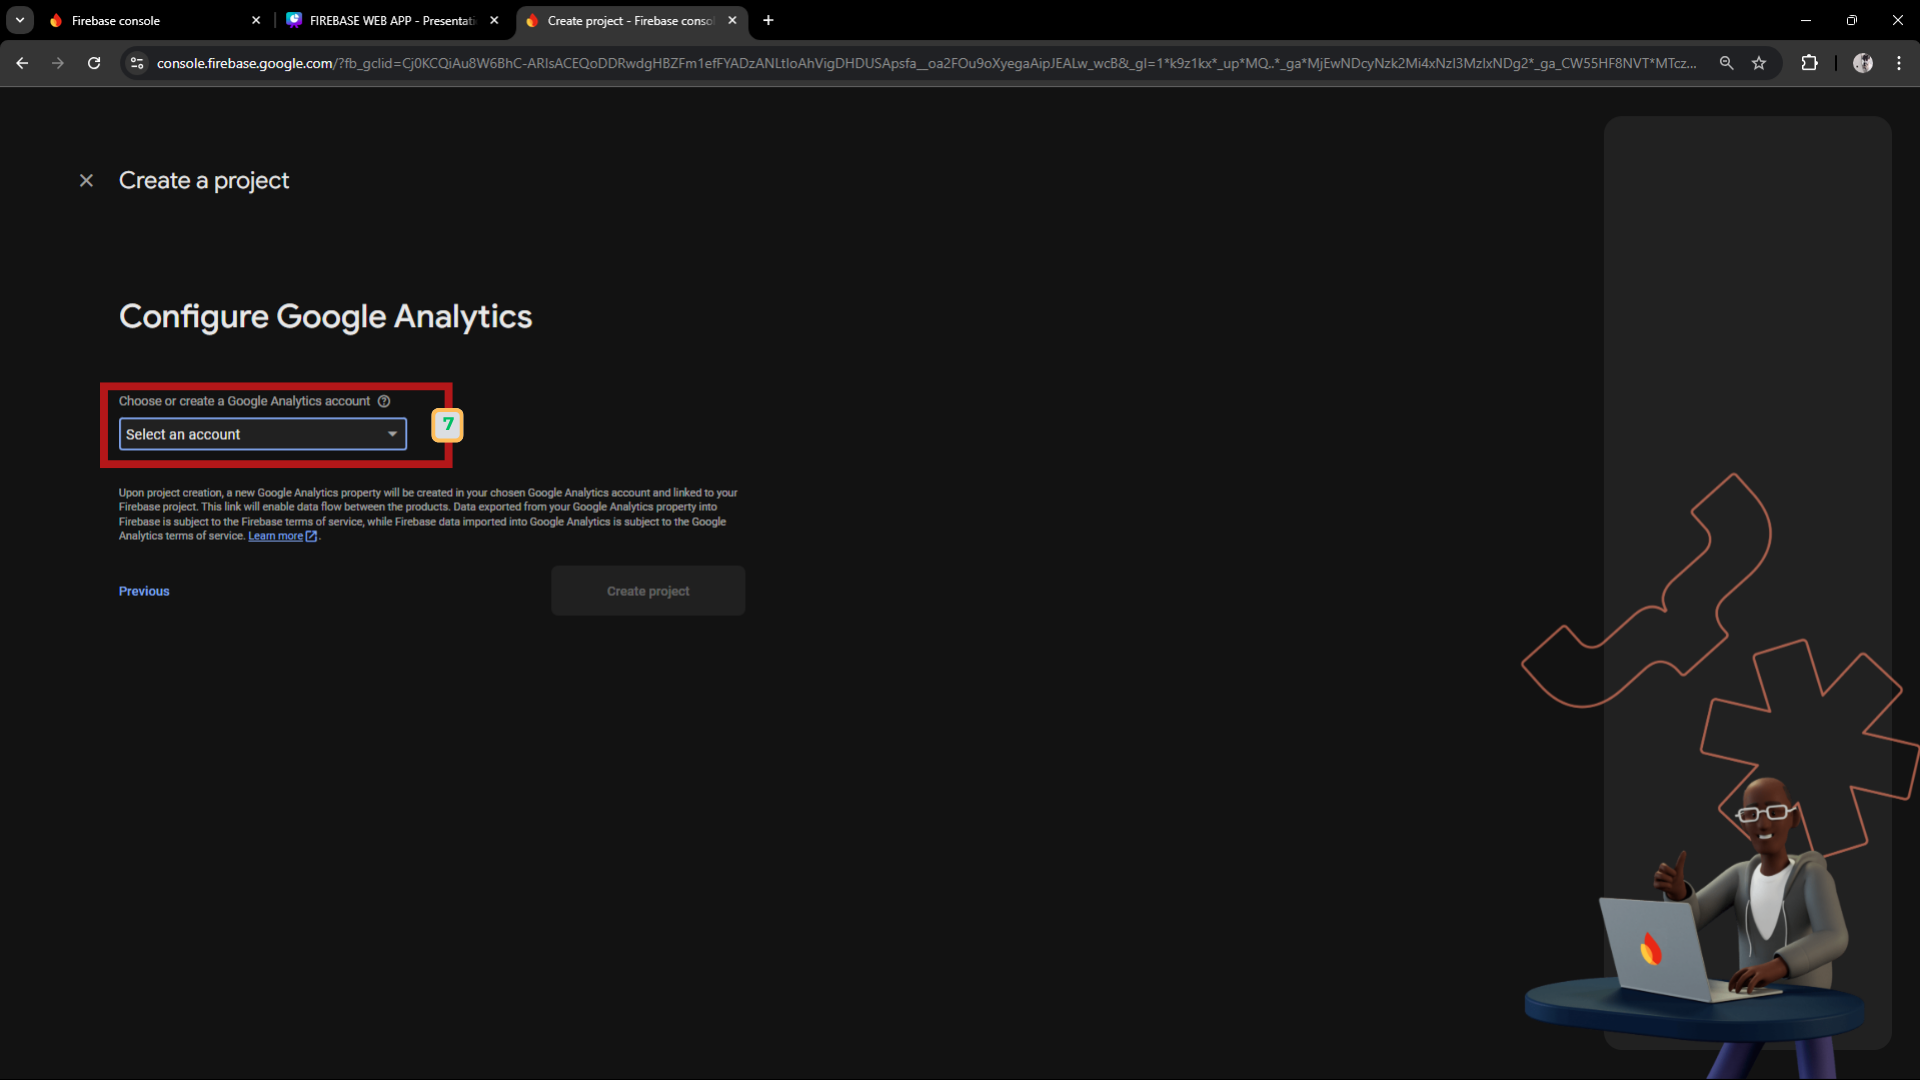 Firebase console
FIREBASE WEB APP - Presentati
Create project - Firebase consol
console.firebase.google.com/?fb_gclid=Cj0KCQiAu8W6BhC-ARIsACEQoDDRwdgHBZFm1efFYADzANLtIoAhVigDHDUSApsfa__oa2FOu9oXyegaAipJEALw_wcB&_gl=1*k9z1kx*_up*MQ..*_ga*MjEwNDcyNzk2Mi4xNzI3MzIxNDg2*_ga_CW55HF8NVT*MTcz...
Create a project
Configure Google Analytics
Choose or create a Google Analytics account
Select an account
7
Upon project creation, a new Google Analytics property will be created in your chosen Google Analytics account and linked to your
Firebase project. This link will enable data flow between the products. Data exported from your Google Analytics property into
Firebase is subject to the Firebase terms of service, while Firebase data imported into Google Analytics is subject to the Google
Analytics terms of service. Learn more.
Previous
Create project